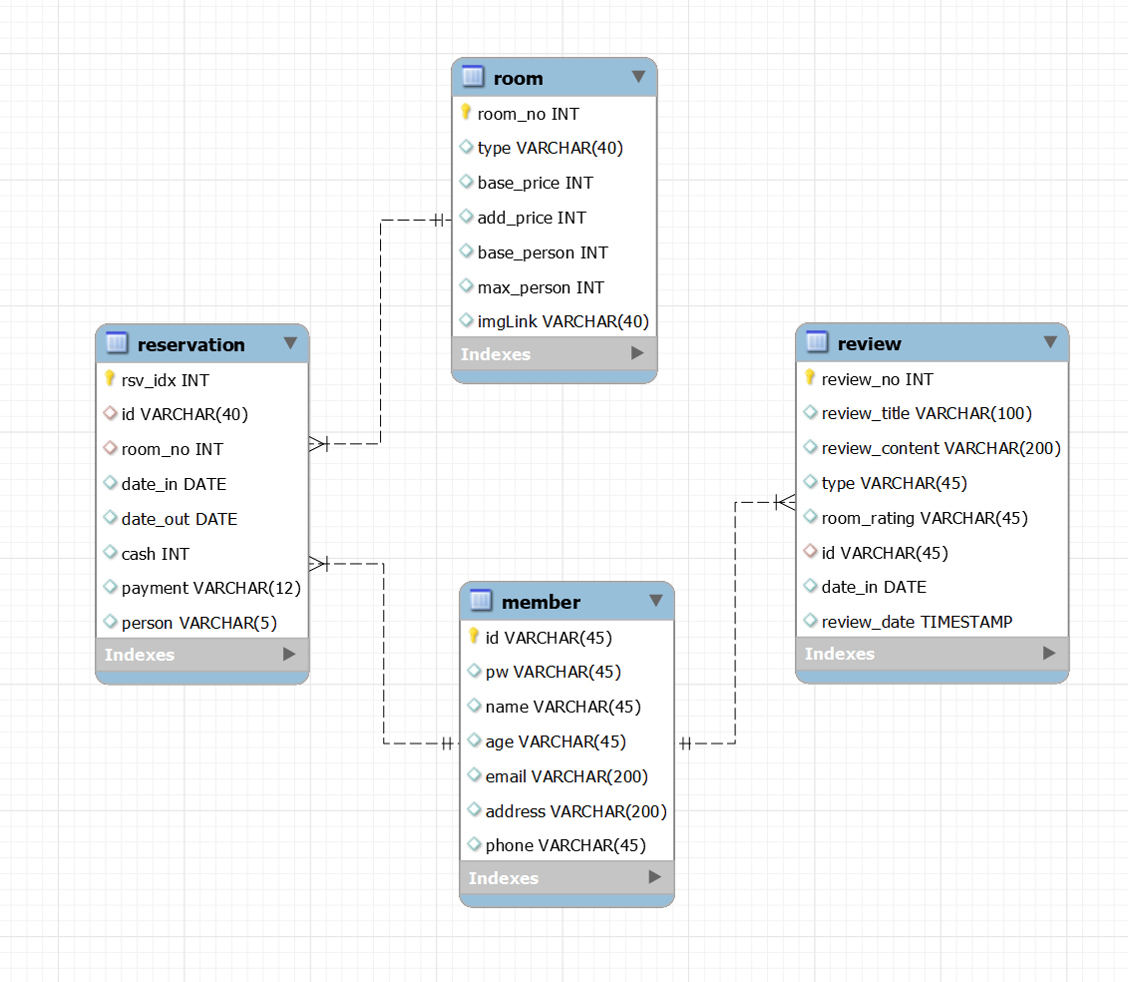 room
room_no INT
type VARCHAR(40)
base_price INT
add_price INT
base_person INT
max_person INT
imgLink VARCHAR(40)
Indexes
reservation
rsv_idx INT
id VARCHAR(40)
room_no INT
date_in DATE
date_out DATE
cash INT
payment VARCHAR(12)
person VARCHAR(5)
Indexes
member
id VARCHAR(45)
pw VARCHAR(45)
name VARCHAR(45)
age VARCHAR(45)
email VARCHAR(200)
address VARCHAR(200)
phone VARCHAR(45)
Indexes
review
review_no INT
review_title VARCHAR(100)
review_content VARCHAR(200)
type VARCHAR(45)
room_rating VARCHAR(45)
id VARCHAR(45)
date_in DATE
review_date TIMESTAMP
Indexes